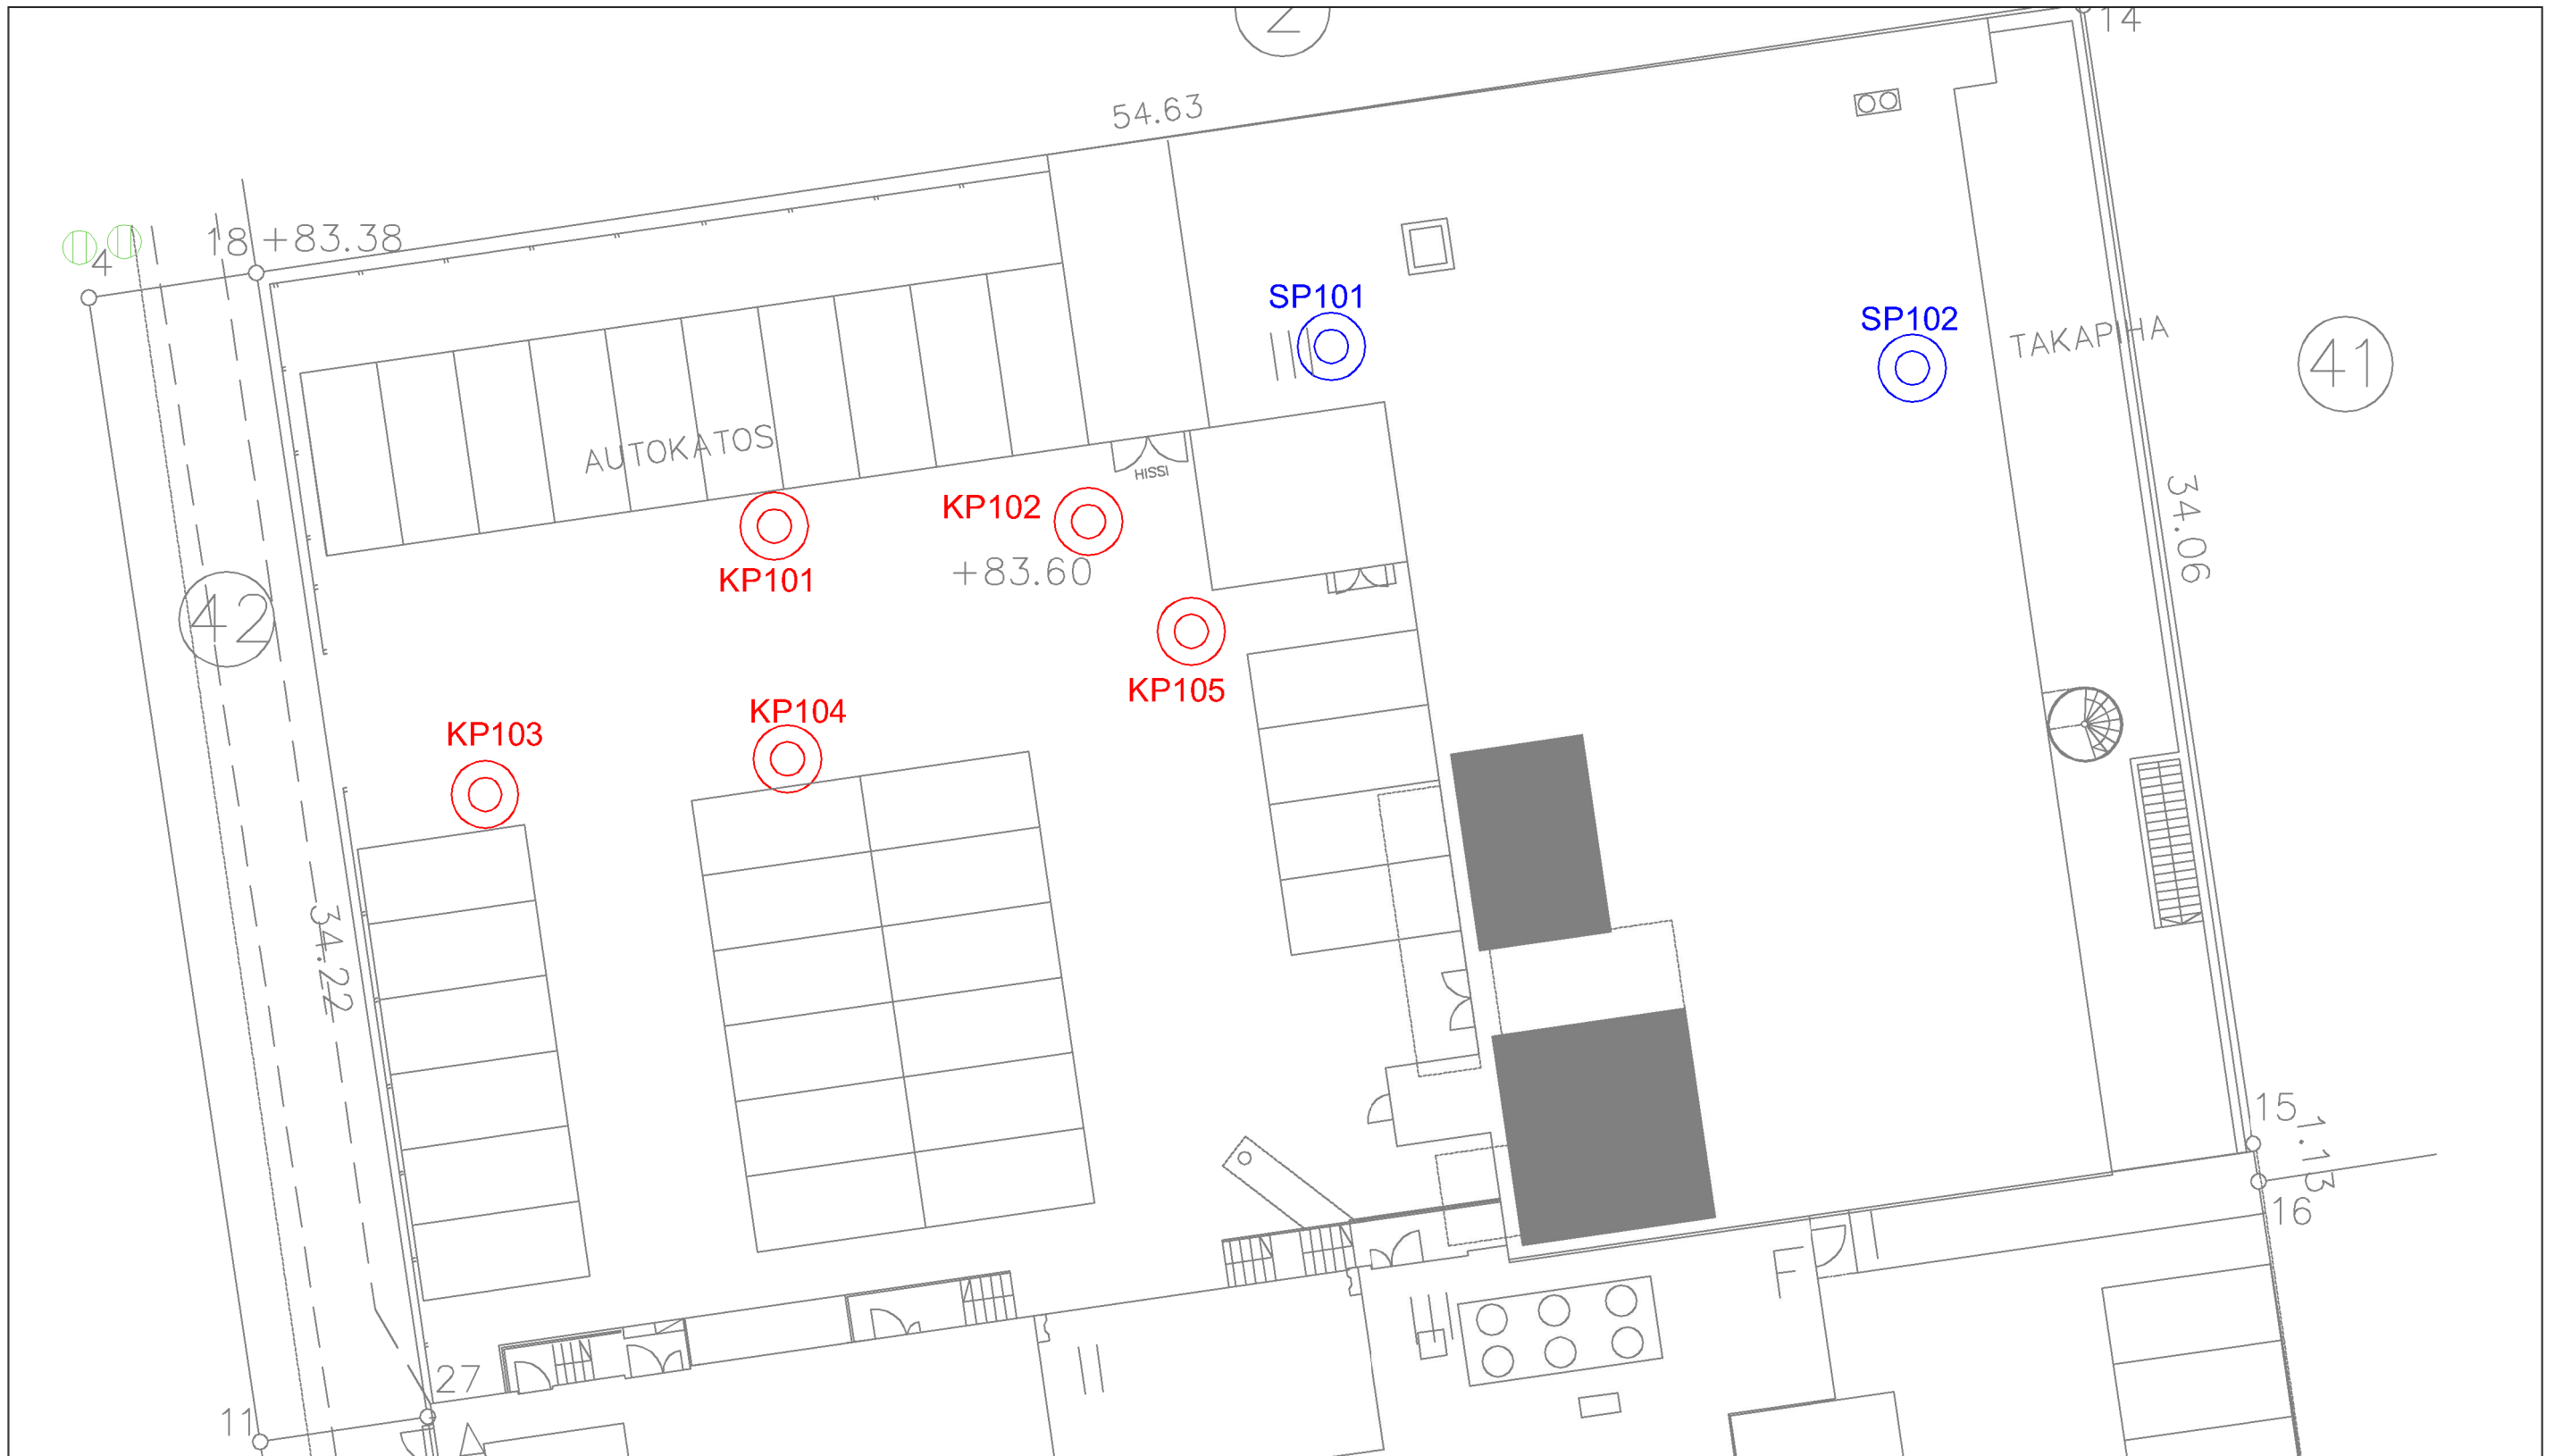 2
14
54.63
18 +83.38
4
SP101
SP102
TAKAPIHA
41
AUTOKATOS
HISSI
KP102
34.06
KP101
+83.60
42
KP105
KP104
KP103
34.22
15
1.13
16
F
27
11